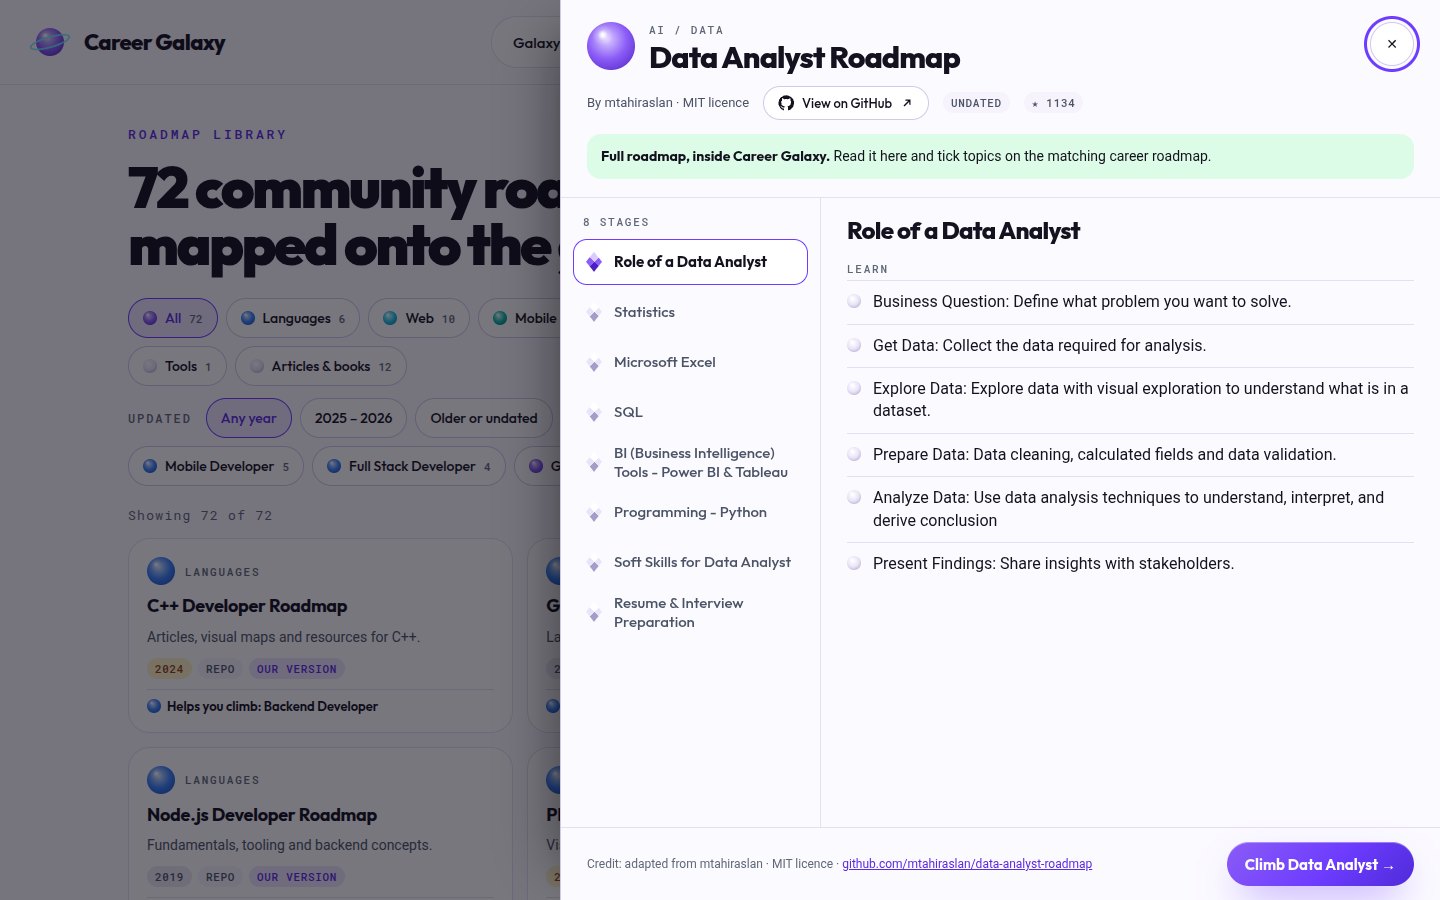 Career Galaxy
Galaxy
ROADMAP LIBRARY
72 community roa
mapped onto the
All 72
Languages 6
Web 10
Mobile
Tools 1
Articles & books 12
UPDATED
Any year
2025 – 2026
Older or undated
Mobile Developer 5
Full Stack Developer 4
G
Showing 72 of 72
LANGUAGES
C++ Developer Roadmap
Articles, visual maps and resources for C++.
2024 REPO OUR VERSION
Helps you climb: Backend Developer
G
La
2
LANGUAGES
Node.js Developer Roadmap
Fundamentals, tooling and backend concepts.
2019 REPO OUR VERSION
Vi
2
AI / DATA
Data Analyst Roadmap
×
By mtahiraslan · MIT licence
View on GitHub ↗
UNDATED
★ 1134
Full roadmap, inside Career Galaxy. Read it here and tick topics on the matching career roadmap.
8 STAGES
Role of a Data Analyst
Statistics
Microsoft Excel
SQL
BI (Business Intelligence)
Tools - Power BI & Tableau
Programming - Python
Soft Skills for Data Analyst
Resume & Interview
Preparation
Role of a Data Analyst
LEARN
Business Question: Define what problem you want to solve.
Get Data: Collect the data required for analysis.
Explore Data: Explore data with visual exploration to understand what is in a
dataset.
Prepare Data: Data cleaning, calculated fields and data validation.
Analyze Data: Use data analysis techniques to understand, interpret, and
derive conclusion
Present Findings: Share insights with stakeholders.
Credit: adapted from mtahiraslan · MIT licence · github.com/mtahiraslan/data-analyst-roadmap
Climb Data Analyst →